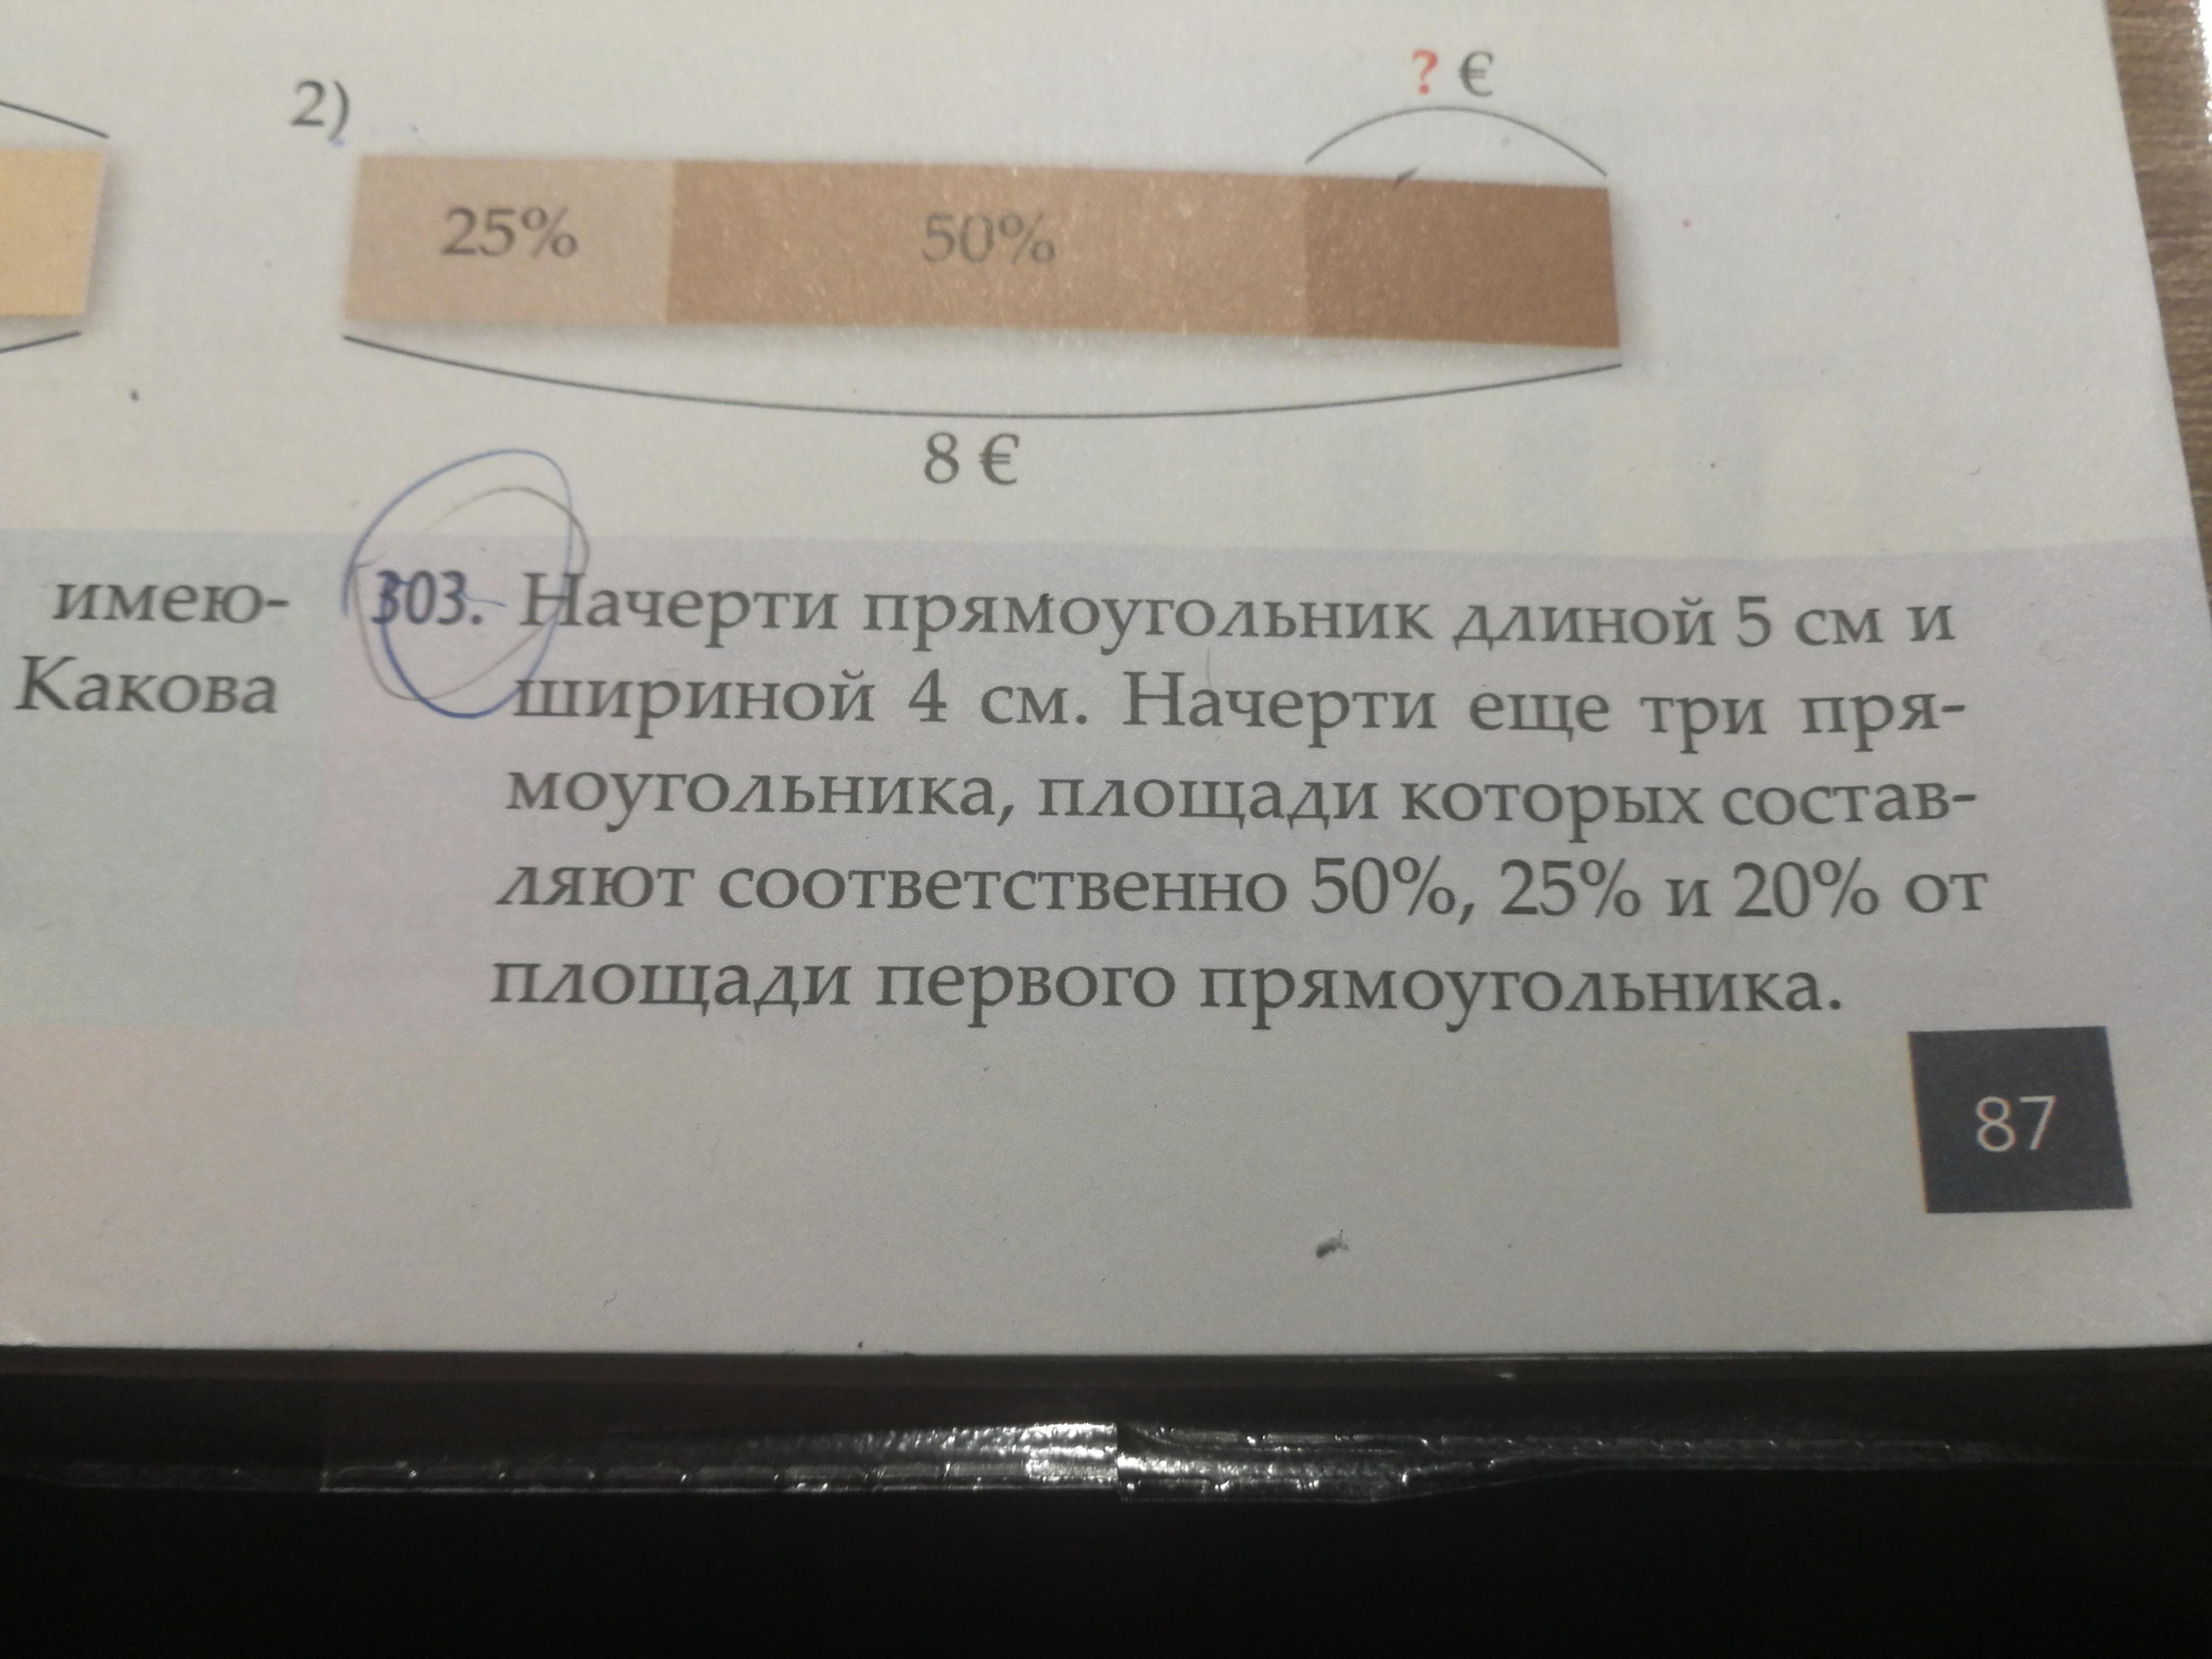 2)
? €
25% 50%
8 €
имею-
Какова
303. Начерти прямоугольник длиной 5 см и
шириной 4 см. Начерти еще три пря-
моугольника, площади которых состав-
ляют соответственно 50%, 25% и 20% от
площади первого прямоугольника.
87